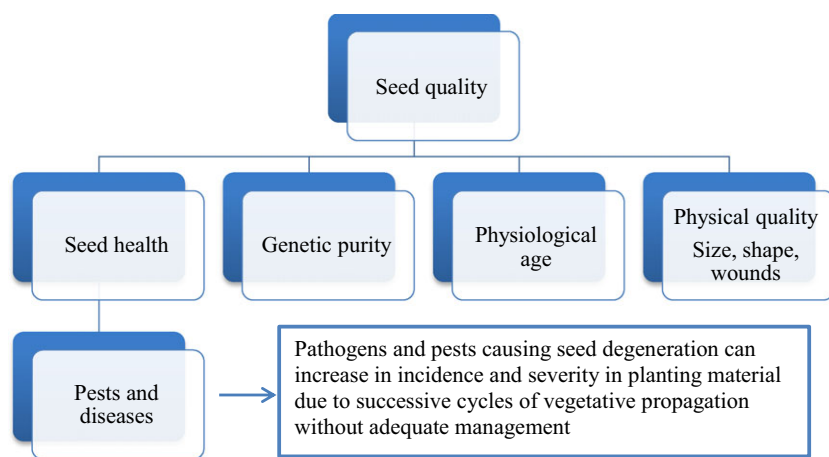 Seed quality
Seed health
Genetic purity
Physiological
age
Physical quality
Size, shape,
wounds
Pests and
diseases
Pathogens and pests causing seed degeneration can
increase in incidence and severity in planting material
due to successive cycles of vegetative propagation
without adequate management